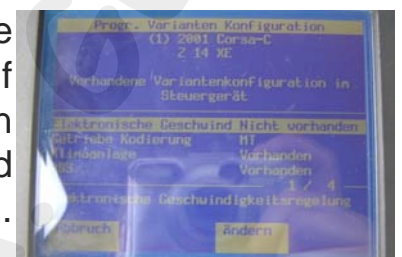 e
f
n
d
.
Progr. Varianten Konfiguration
(1) 2001 Corsa-C
Z 14 XE
Vorhandene Variantenkonfiguration im
Steuergerät
Elektronische Geschwind Nicht vorhanden
Getriebe Kodierung MT
Klimaanlage Vorhanden
Vorhanden
1 / 4
Elektronische Geschwindigkeitsregelung
Abbruch Ändern